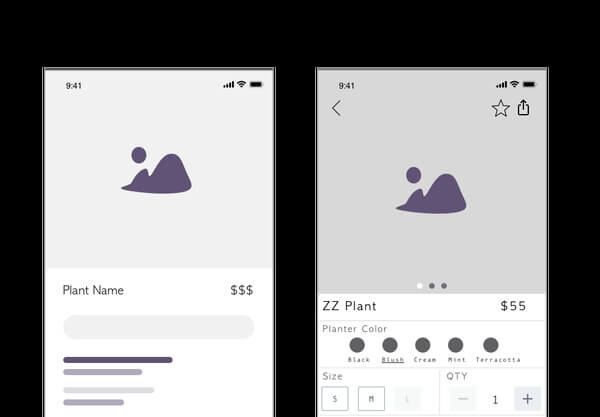 9:41
Plant Name $$$
9:41
ZZ Plant $55
Planter Color
Black Blush Cream Mint Terracotta
Size QTY
S M L 1